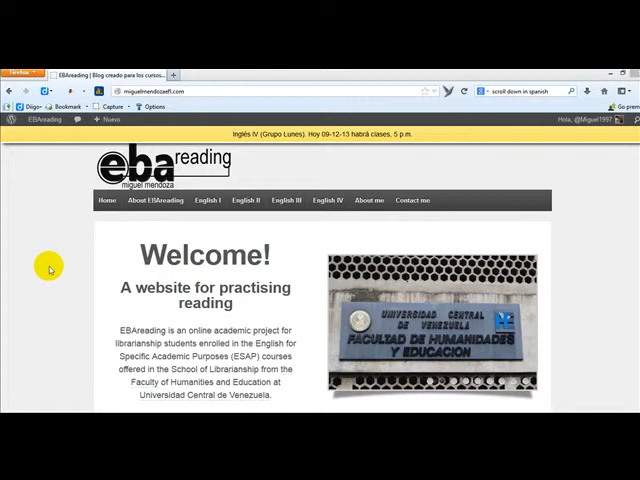 Firefox
EBAreading | Blog creado para los cursos...
miguelmendozaefl.com
scroll down in spanish
Diigo
Bookmark
Capture
Options
My prefer
EBAreading
Nuevo
Hola, @Miguel1997
Inglés IV (Grupo Lunes). Hoy 09-12-13 habrá clases, 5 p.m.
eba reading
miguel mendoza
Home About EBAreading English I English II English III English IV About me Contact me
Welcome!
A website for practising
reading
EBAreading is an online academic project for
librarianship students enrolled in the English for
Specific Academic Purposes (ESAP) courses
offered in the School of Librarianship from the
Faculty of Humanities and Education at
Universidad Central de Venezuela.
UNIVERSIDAD CENTRAL
DE VENEZUELA
FACULTAD DE HUMANIDADES
Y EDUCACION